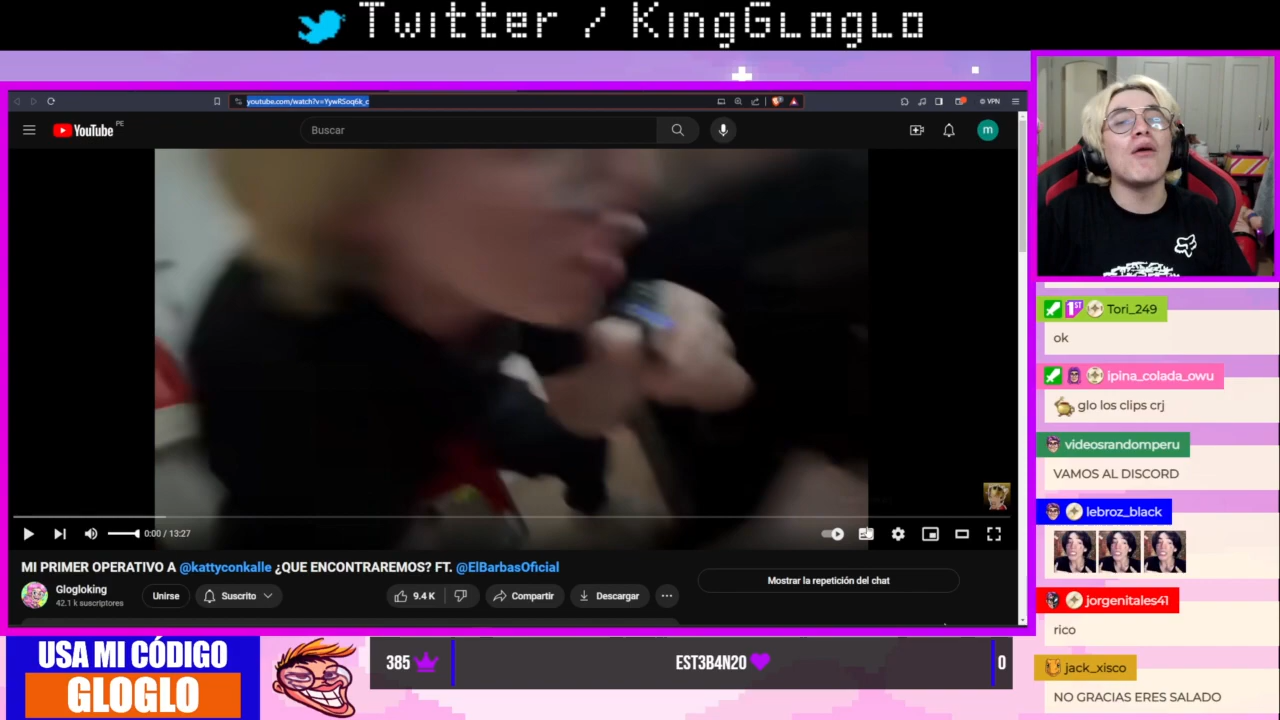 Twitter / KingGloglo
youtube.com/watch?v=YywRSoq6k_c
VPN
YouTube PE
Buscar
m
0:00 / 13:27
MI PRIMER OPERATIVO A @kattyconkalle ¿QUE ENCONTRAREMOS? FT. @ElBarbasOficial
Glogloking
42.1 k suscriptores
Unirse
Suscrito
9.4 K
Compartir
Descargar
Mostrar la repetición del chat
Tori_249
ok
ipina_colada_owu
glo los clips crj
videosrandomperu
VAMOS AL DISCORD
lebroz_black
jorgenitales41
rico
jack_xisco
NO GRACIAS ERES SALADO
USA MI CÓDIGO
GLOGLO
385
EST3B4N20
0